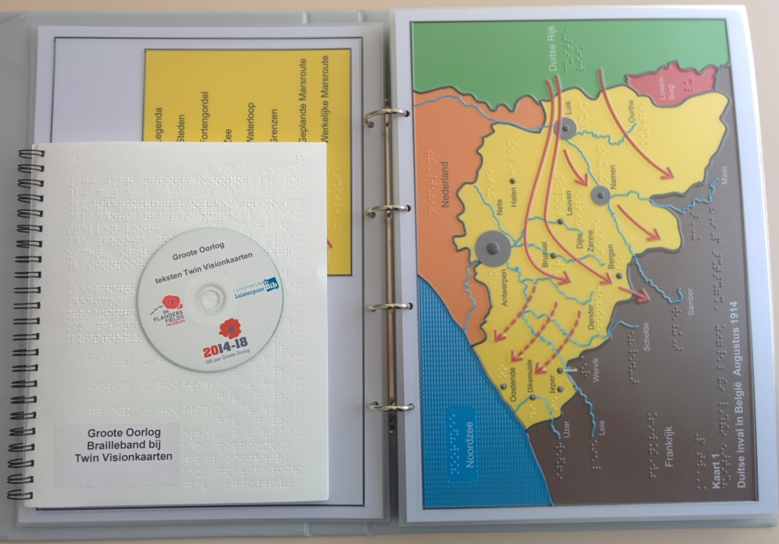 Legenda
Steden
Fortengordel
Zee
Waterloop
Grenzen
Geplande Marsroute
Werkelijke Marsroute
Groote Oorlog
teksten Twin Visionkaarten
IN
FLANDERS
FIELDS
MUSEUM
Luisterpunt Bib
2014-18
100 jaar Groote Oorlog
Groote Oorlog
Brailleband bij
Twin Visionkaarten
Duitse Rijk
Luxem-
burg
Nederland
Luik
Ourthe
Maas
Namen
Halen
Nete
Leuven
Dijle
Zenne
Brussel
Bergen
Antwerpen
Samber
Dender
Schelde
Oostende
Diksmuide
Ieper
Wervik
IJzer
Leie
Noordzee
Frankrijk
Kaart 1
Duitse inval in België Augustus 1914